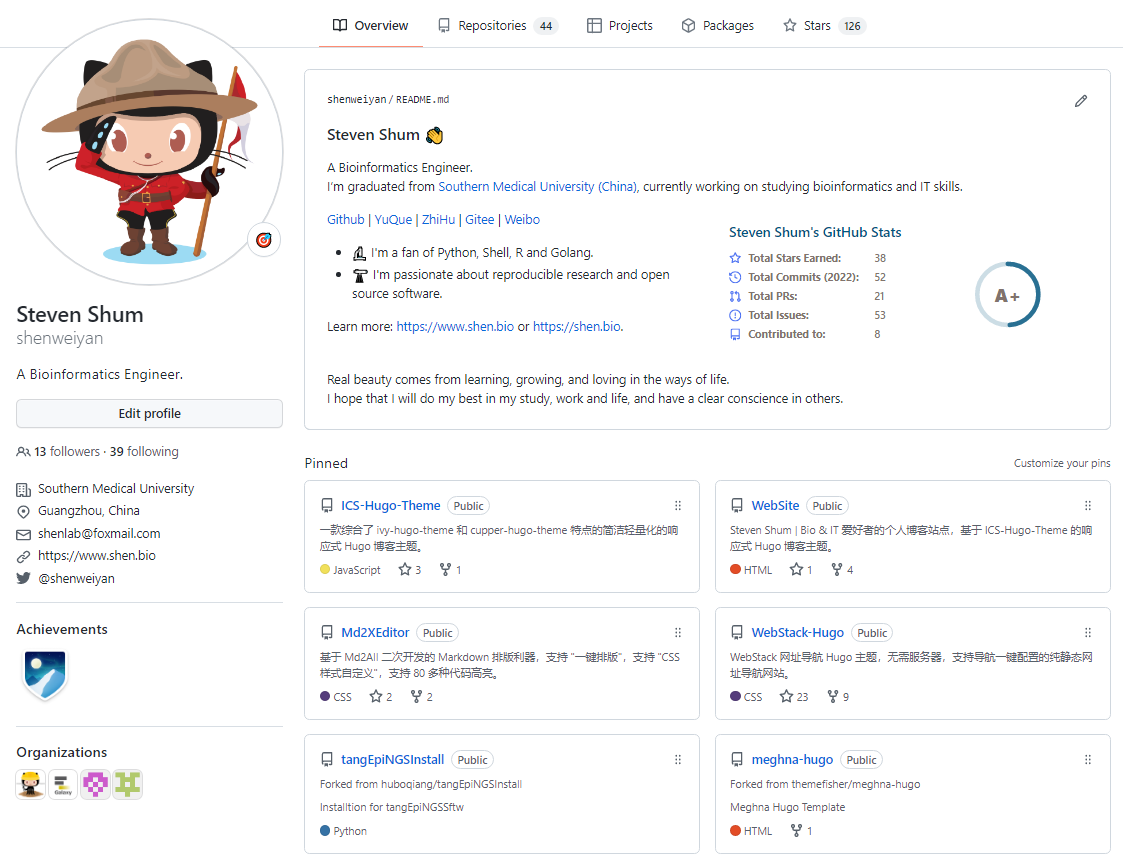 Overview
Repositories 44
Projects
Packages
Stars 126
shenweiyan / README.md
Steven Shum 👋
A Bioinformatics Engineer.
I'm graduated from Southern Medical University (China), currently working on studying bioinformatics and IT skills.
Github | YuQue | ZhiHu | Gitee | Weibo
I'm a fan of Python, Shell, R and Golang.
I'm passionate about reproducible research and open
source software.
Learn more: https://www.shen.bio or https://shen.bio.
Steven Shum's GitHub Stats
Total Stars Earned: 38
Total Commits (2022): 52
Total PRs: 21
Total Issues: 53
Contributed to: 8
A+
Real beauty comes from learning, growing, and loving in the ways of life.
I hope that I will do my best in my study, work and life, and have a clear conscience in others.
Steven Shum
shenweiyan
A Bioinformatics Engineer.
Edit profile
13 followers · 39 following
Southern Medical University
Guangzhou, China
shenlab@foxmail.com
https://www.shen.bio
@shenweiyan
Achievements
Organizations
Galaxy
Pinned
Customize your pins
ICS-Hugo-Theme Public
一款综合了 ivy-hugo-theme 和 cupper-hugo-theme 特点的简洁轻量化的响
应式 Hugo 博客主题。
JavaScript 3 1
WebSite Public
Steven Shum | Bio & IT 爱好者的个人博客站点，基于 ICS-Hugo-Theme 的响
应式 Hugo 博客主题。
HTML 1 4
Md2XEditor Public
基于 Md2All 二次开发的 Markdown 排版利器，支持 "一键排版"，支持 "CSS
样式自定义"，支持 80 多种代码高亮。
CSS 2 2
WebStack-Hugo Public
WebStack 网址导航 Hugo 主题，无需服务器，支持导航一键配置的纯静态网
址导航网站。
CSS 23 9
tangEpiNGSInstall Public
Forked from huboqiang/tangEpiNGSInstall
Installtion for tangEpiNGSSftw
Python
meghna-hugo Public
Forked from themefisher/meghna-hugo
Meghna Hugo Template
HTML 1